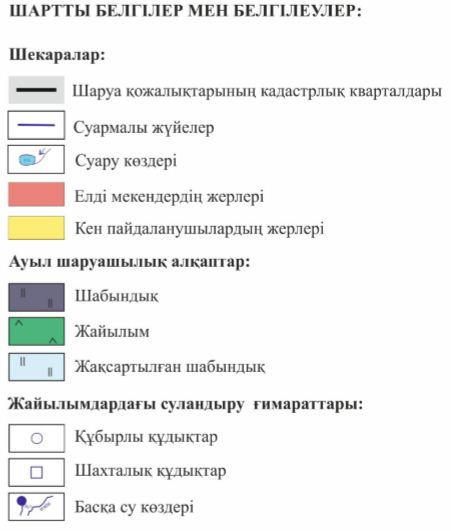 ШАРТТЫ БЕЛГІЛЕР МЕН БЕЛГІЛЕУЛЕР:
Шекаралар:
Шаруа қожалықтарының кадастрлық кварталдары
Суармалы жүйелер
Суару көздері
Елді мекендердің жерлері
Кен пайдаланушылардың жерлері
Ауыл шаруашылық алқаптар:
Шабындық
Жайылым
Жақсартылған шабындық
Жайылымдардағы суландыру ғимараттары:
Құбырлы құдықтар
Шахталық құдықтар
Басқа су көздері